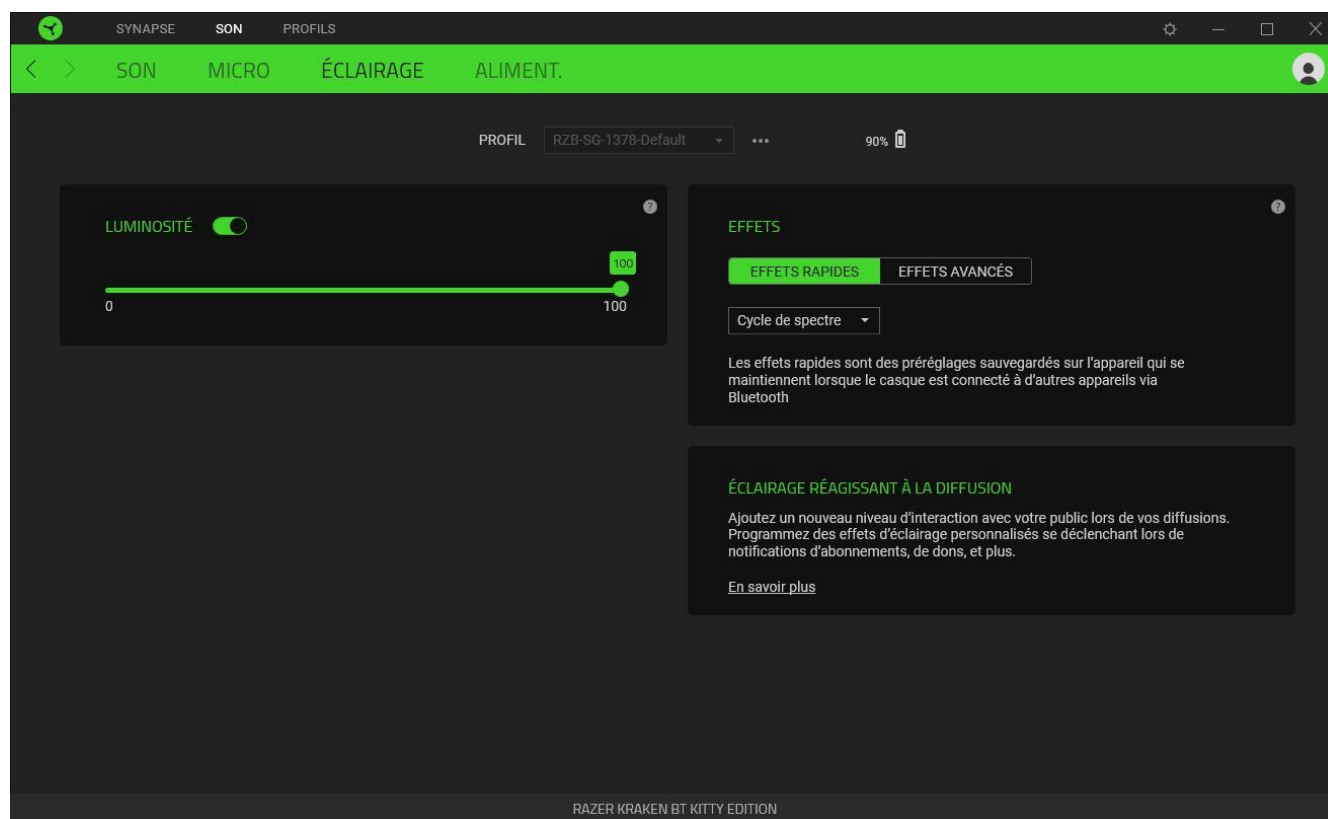 SYNAPSE SON PROFILS
SON MICRO ÉCLAIRAGE ALIMENT.
PROFIL RZB-SG-1378-Default 90%
LUMINOSITÉ
?
100
0 100
EFFETS
?
EFFETS RAPIDES EFFETS AVANCÉS
Cycle de spectre
Les effets rapides sont des préréglages sauvegardés sur l'appareil qui se
maintiennent lorsque le casque est connecté à d'autres appareils via
Bluetooth
ÉCLAIRAGE RÉAGISSANT À LA DIFFUSION
Ajoutez un nouveau niveau d'interaction avec votre public lors de vos diffusions.
Programmez des effets d'éclairage personnalisés se déclenchant lors de
notifications d'abonnements, de dons, et plus.
En savoir plus
RAZER KRAKEN BT KITTY EDITION